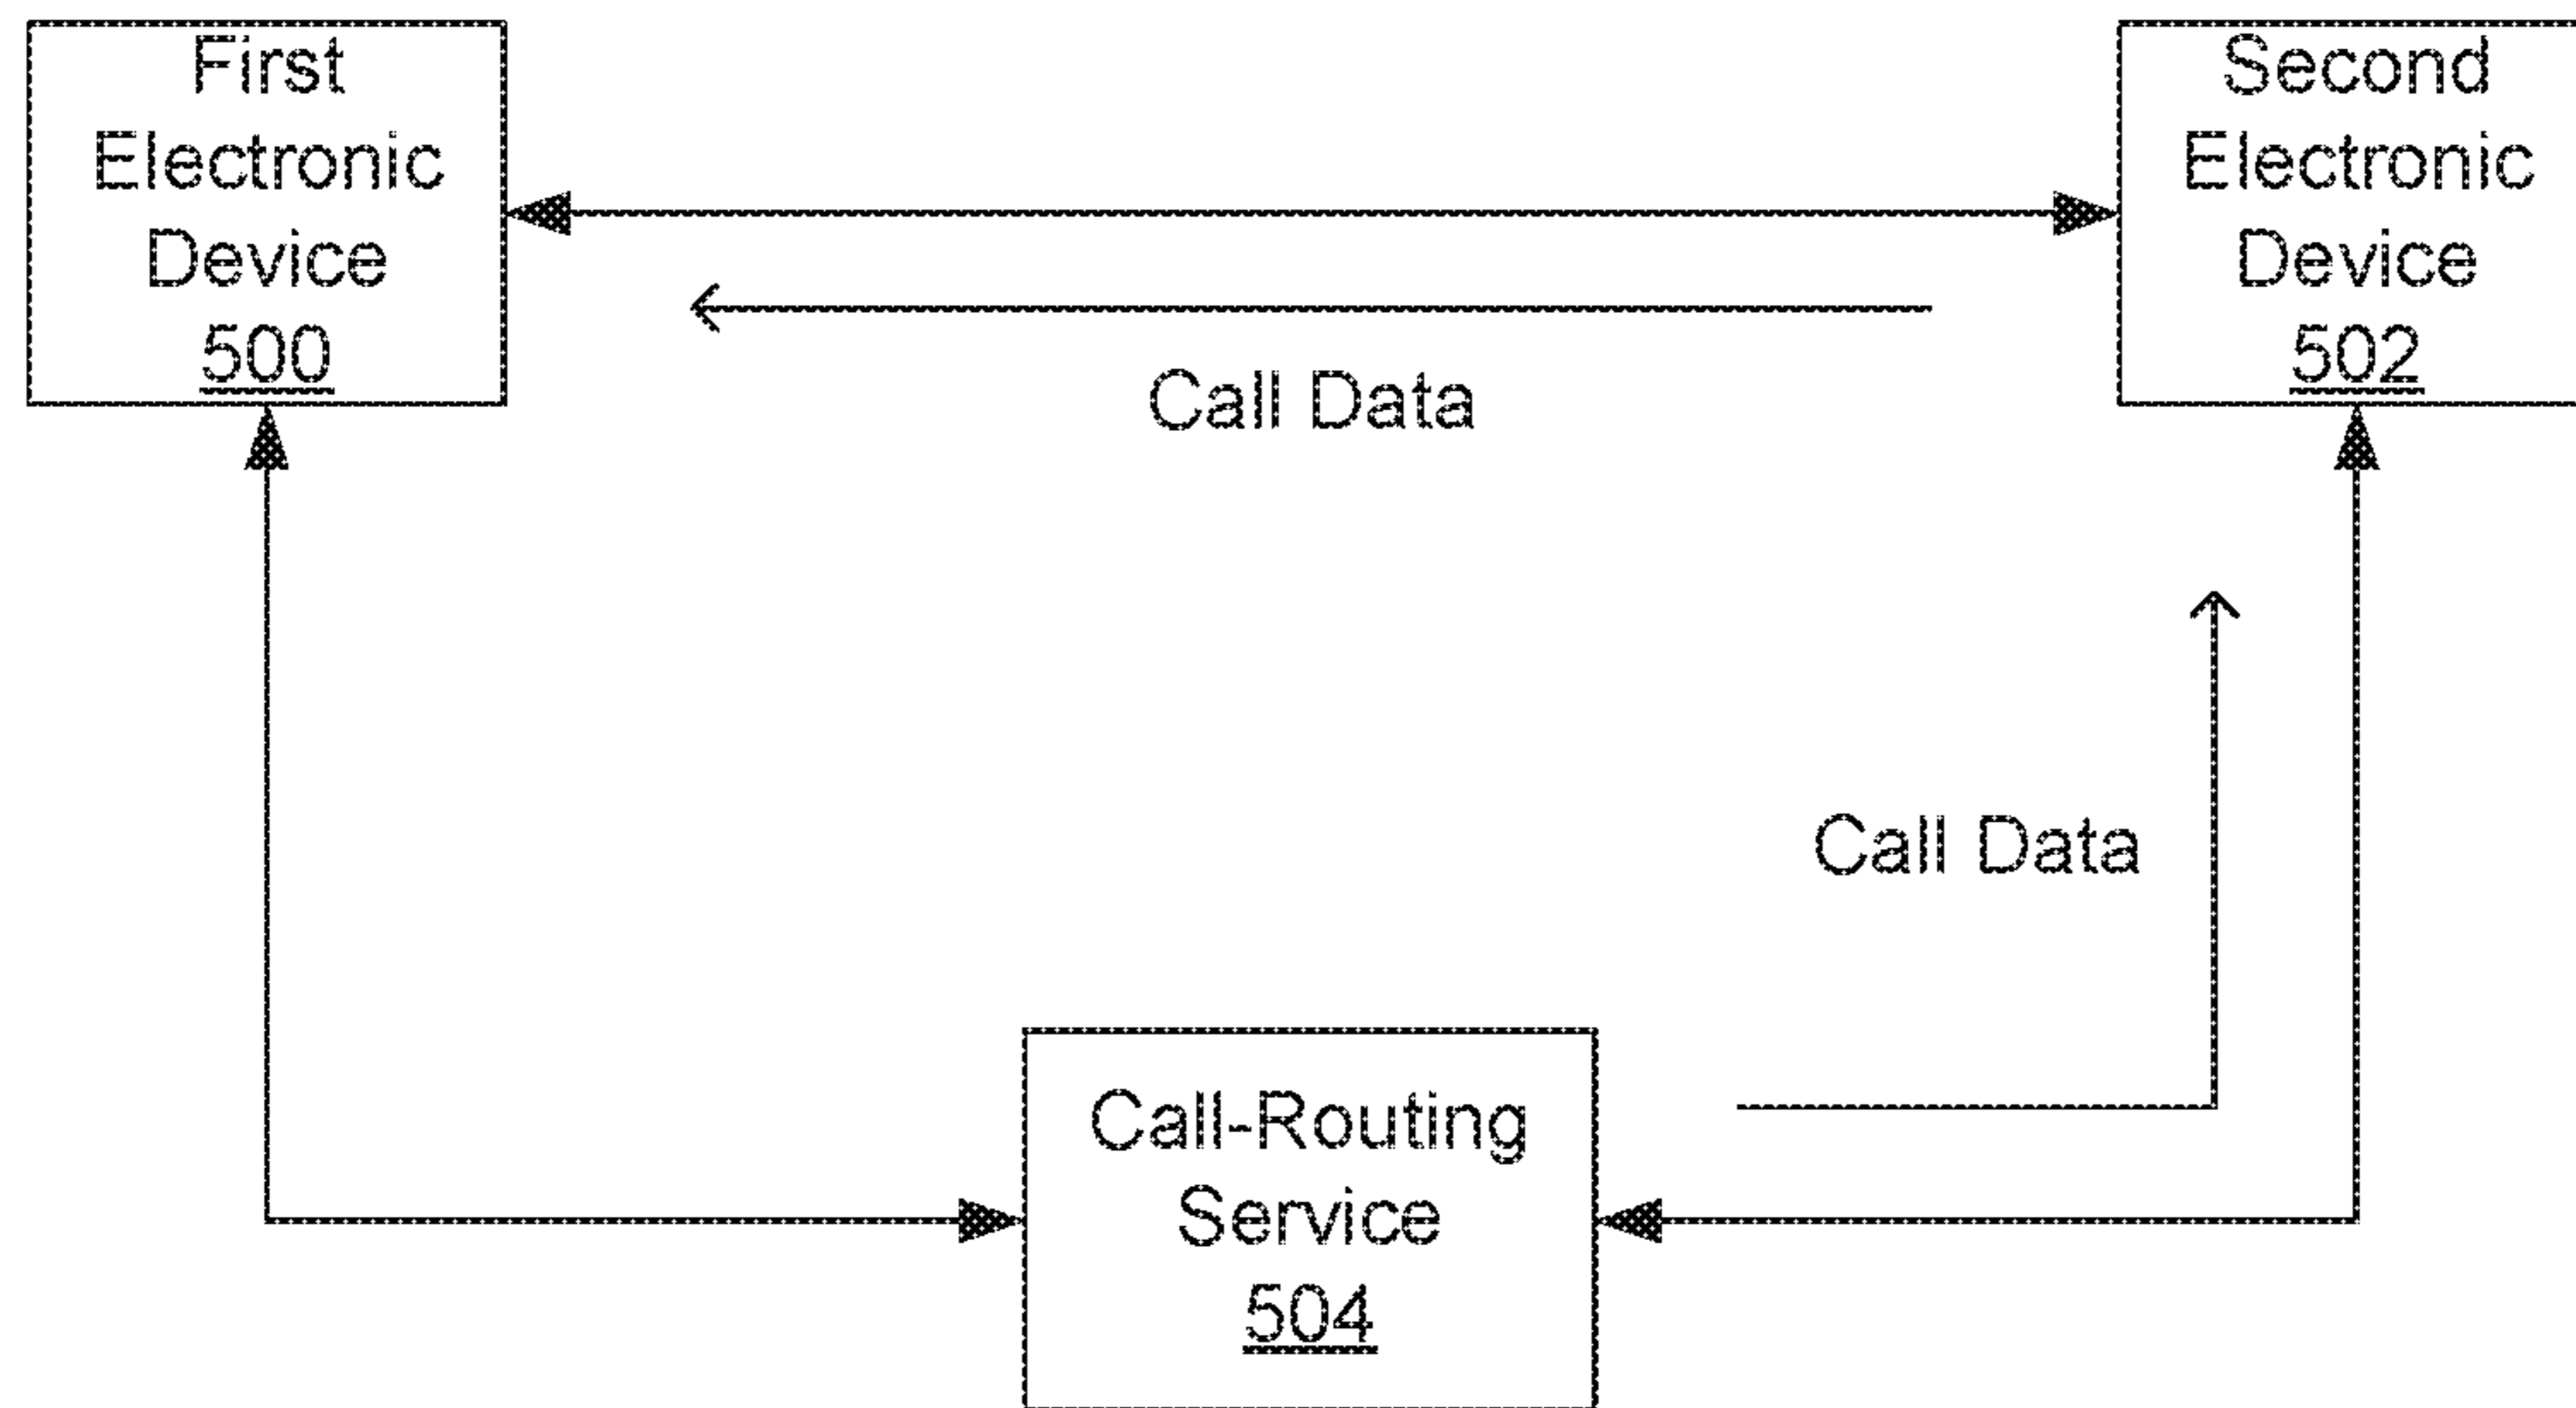 First
Electronic
Device
500
Second
Electronic
Device
502
Call Data
Call Data
Call-Routing
Service
504